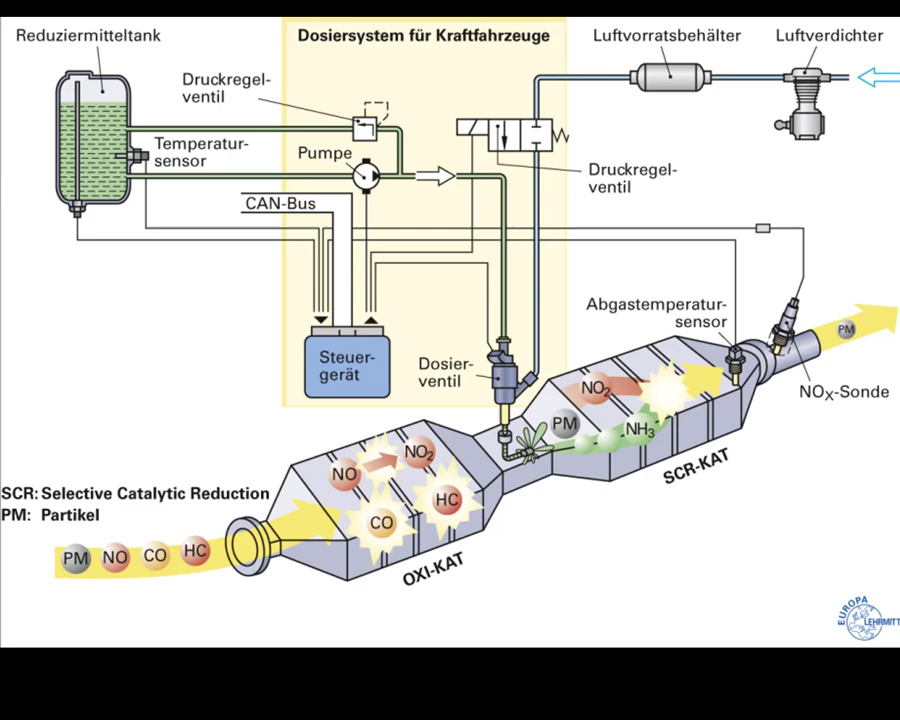 Reduziermitteltank
Dosiersystem für Kraftfahrzeuge
Luftvorratsbehälter
Luftverdichter
Druckregel-
ventil
Temperatur-
sensor
Pumpe
Druckregel-
ventil
CAN-Bus
Abgastemperatur-
sensor
PM
Steuer-
gerät
Dosier-
ventil
NOX-Sonde
NO2
PM
NH3
SCR-KAT
NO
NO2
HC
CO
SCR: Selective Catalytic Reduction
PM: Partikel
PM
NO
CO
HC
OXI-KAT
EUROPA
LEHRMITT